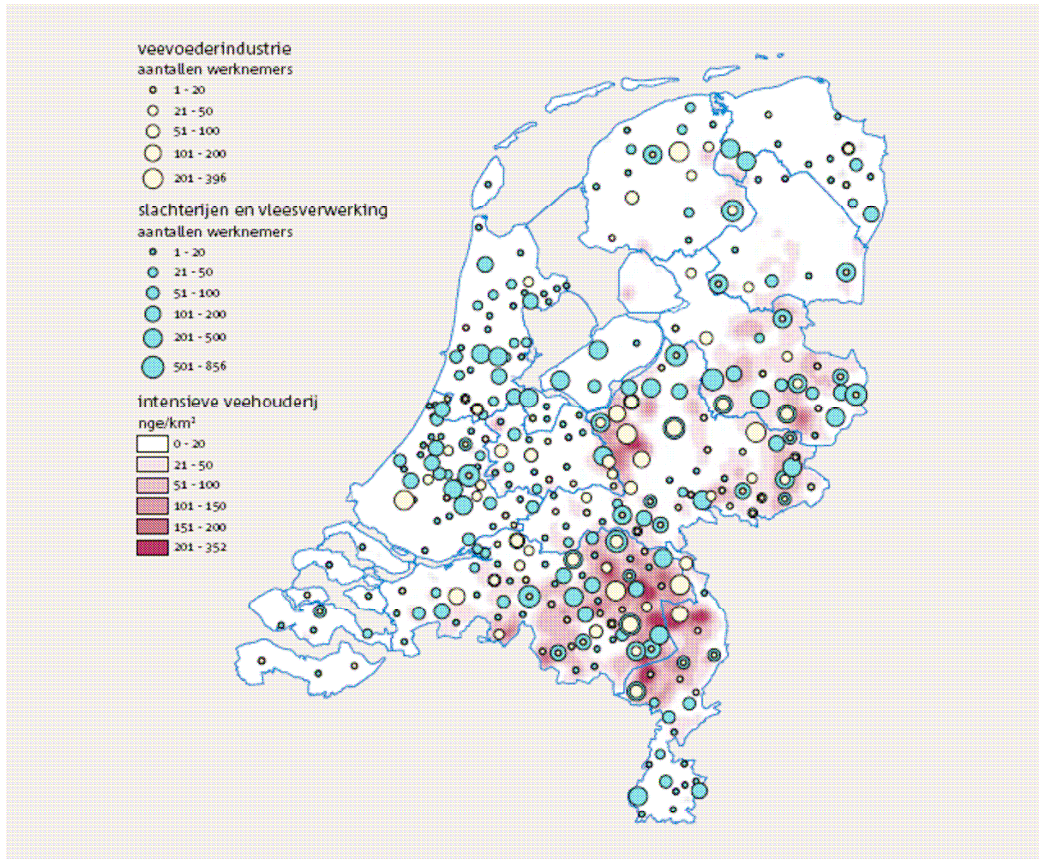 veevoederindustrie
aantallen werknemers
1 - 20
21 - 50
51 - 100
101 - 200
201 - 396
slachterijen en vleesverwerking
aantallen werknemers
1 - 20
21 - 50
51 - 100
101 - 200
201 - 500
501 - 856
intensieve veehouderij
nge/km²
0 - 20
21 - 50
51 - 100
101 - 150
151 - 200
201 - 352